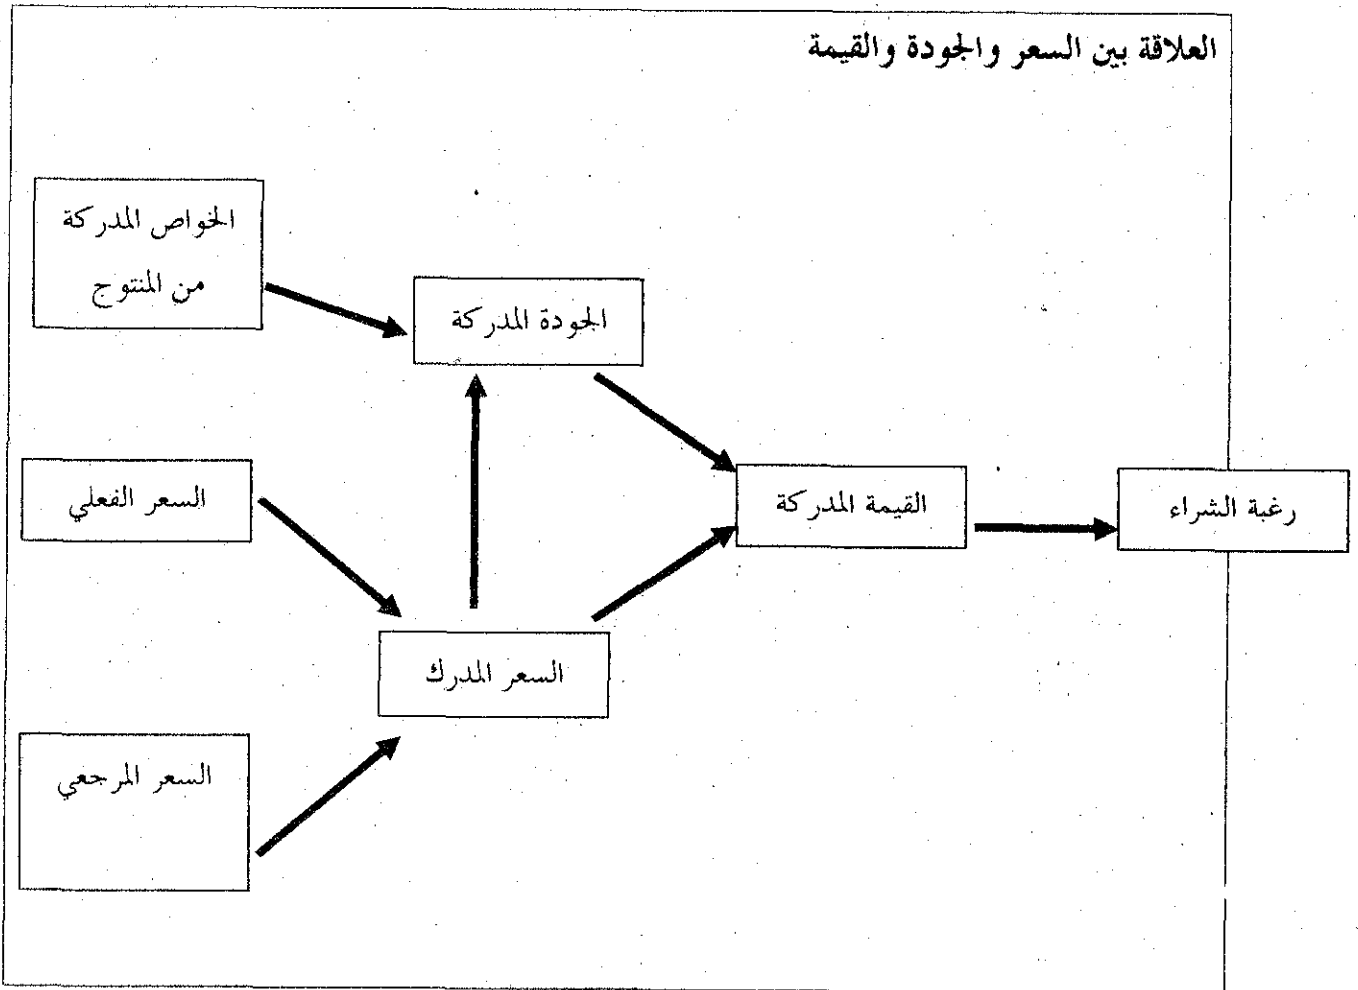 العلاقة بين السعر والجودة والقيمة
الخواص المدركة
من المنتوج
الجودة المدركة
السعر الفعلي
القيمة المدركة
رغبة الشراء
السعر المدرك
السعر المرجعي